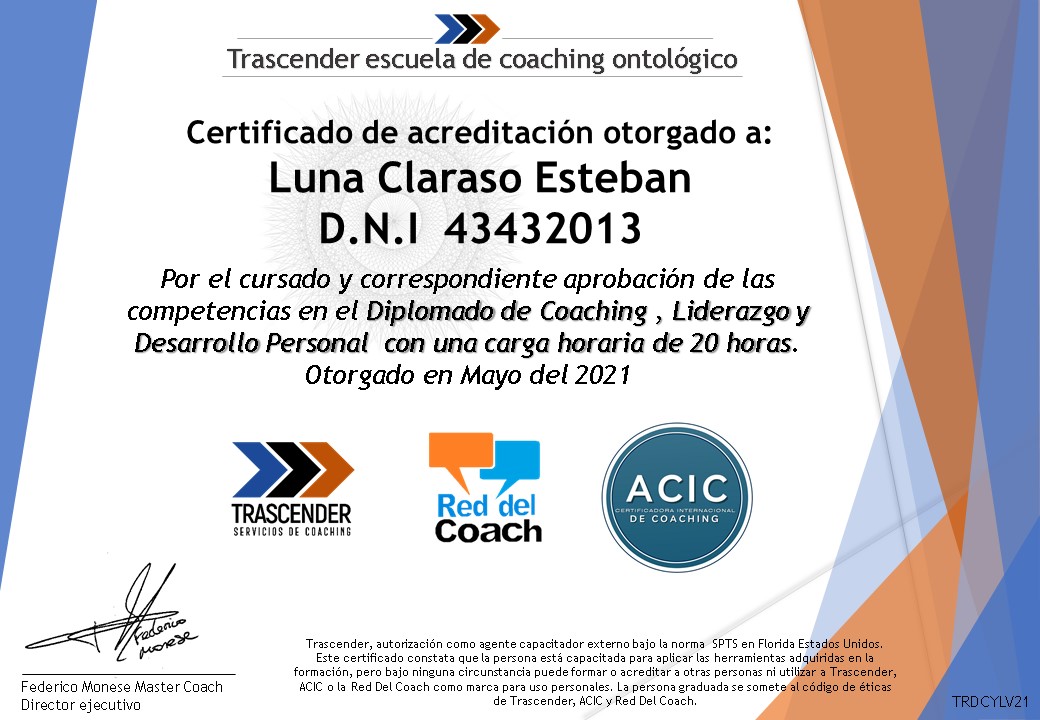 Trascender escuela de coaching ontológico
Certificado de acreditación otorgado a:
Luna Claraso Esteban
D.N.I 43432013
Por el cursado y correspondiente aprobación de las
competencias en el Diplomado de Coaching , Liderazgo y
Desarrollo Personal con una carga horaria de 20 horas.
Otorgado en Mayo del 2021
TRASCENDER
SERVICIOS DE COACHING
Red del
Coach
ACIC
CERTIFICADORA INTERNACIONAL
DE COACHING
Federico
Monese
Federico Monese Master Coach
Director ejecutivo
Trascender, autorización como agente capacitador externo bajo la norma SPTS en Florida Estados Unidos.
Este certificado constata que la persona está capacitada para aplicar las herramientas adquiridas en la
formación, pero bajo ninguna circunstancia puede formar o acreditar a otras personas ni utilizar a Trascender,
ACIC o la Red Del Coach como marca para uso personales. La persona graduada se somete al código de éticas
de Trascender, ACIC y Red Del Coach.
TRDCYLV21